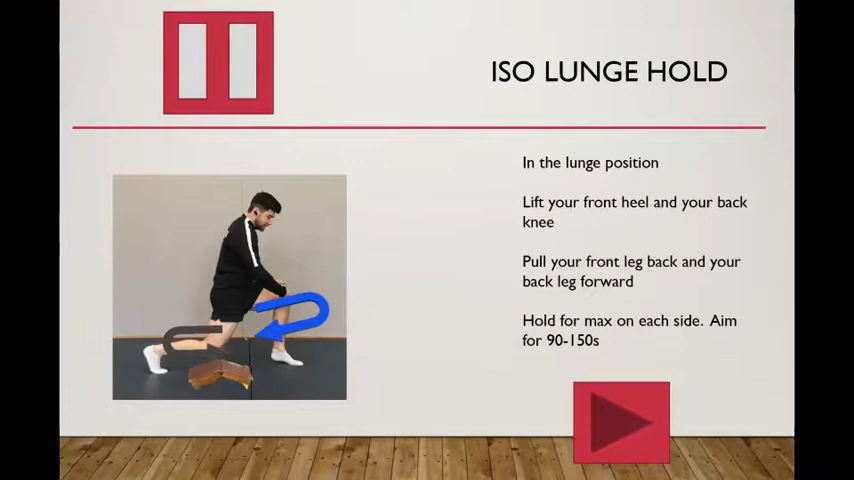 ISO LUNGE HOLD
In the lunge position
Lift your front heel and your back
knee
Pull your front leg back and your
back leg forward
Hold for max on each side. Aim
for 90-150s